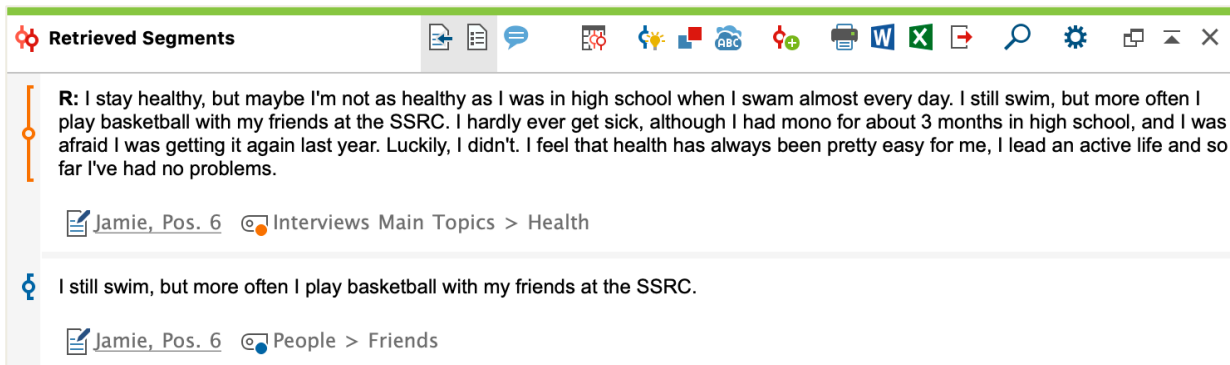 Retrieved Segments
ABC
W
X
R: I stay healthy, but maybe I'm not as healthy as I was in high school when I swam almost every day. I still swim, but more often I
play basketball with my friends at the SSRC. I hardly ever get sick, although I had mono for about 3 months in high school, and I was
afraid I was getting it again last year. Luckily, I didn't. I feel that health has always been pretty easy for me, I lead an active life and so
far I've had no problems.
Jamie, Pos. 6 Interviews Main Topics > Health
I still swim, but more often I play basketball with my friends at the SSRC.
Jamie, Pos. 6 People > Friends